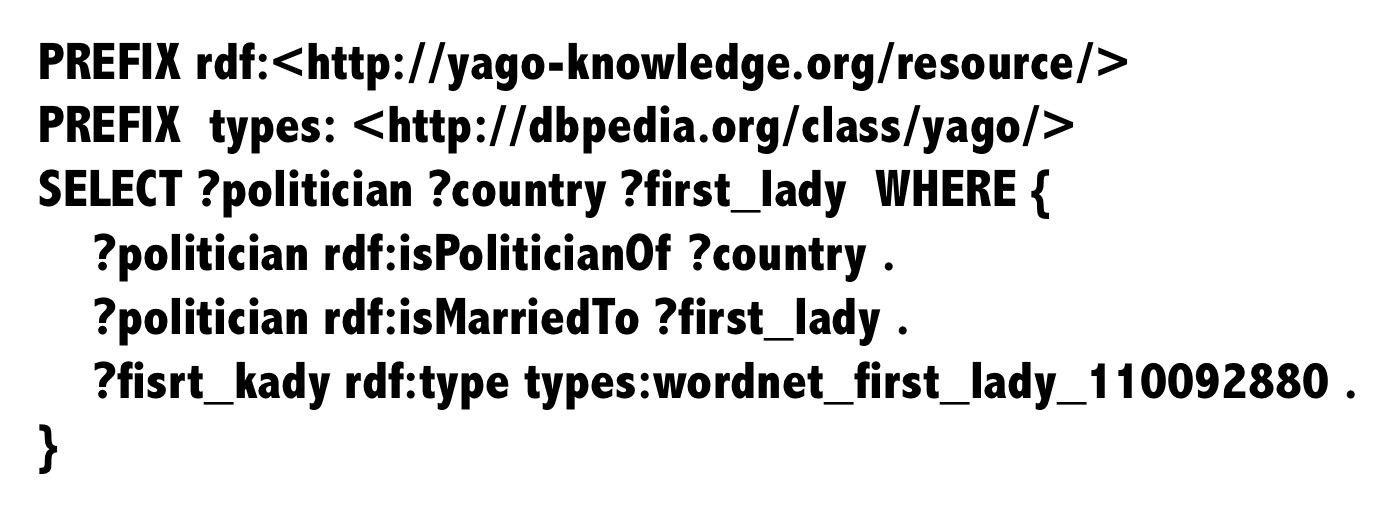 PREFIX rdf:<http://yago-knowledge.org/resource/>
PREFIX  types: <http://dbpedia.org/class/yago/>
SELECT ?politician ?country ?first_lady  WHERE {
?politician rdf:isPoliticianOf ?country .
?politician rdf:isMarriedTo ?first_lady .
?fisrt_kady rdf:type types:wordnet_first_lady_110092880 .
}